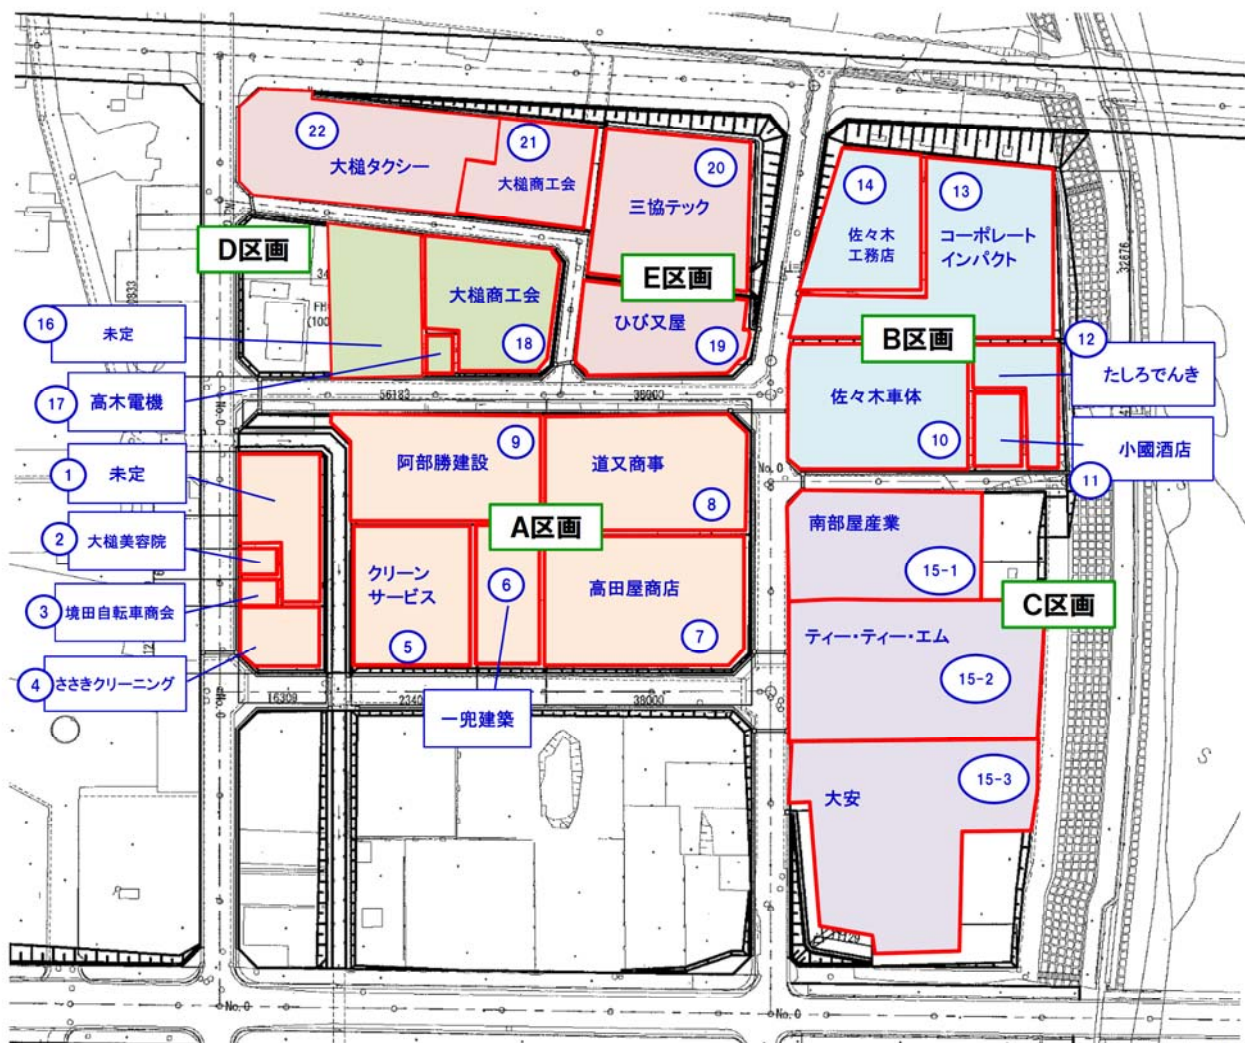 22
大槌タクシー
21
大槌商工会
20
三協テック
14
佐々木
工務店
13
コーポレート
インパクト
D区画
E区画
B区画
大槌商工会
18
ひび又屋
19
16
未定
17
高木電機
12
たしろでんき
佐々木車体
10
小國酒店
11
56183
36000
32676
1
未定
2
大槌美容院
3
境田自転車商会
4
ささきクリーニング
9
阿部勝建設
道又商事
8
A区画
クリーン
サービス
5
6
高田屋商店
7
一兜建築
No.0
南部屋産業
15-1
C区画
ティー・ティー・エム
15-2
大安
15-3
16309
38000
No.0
No.0
S